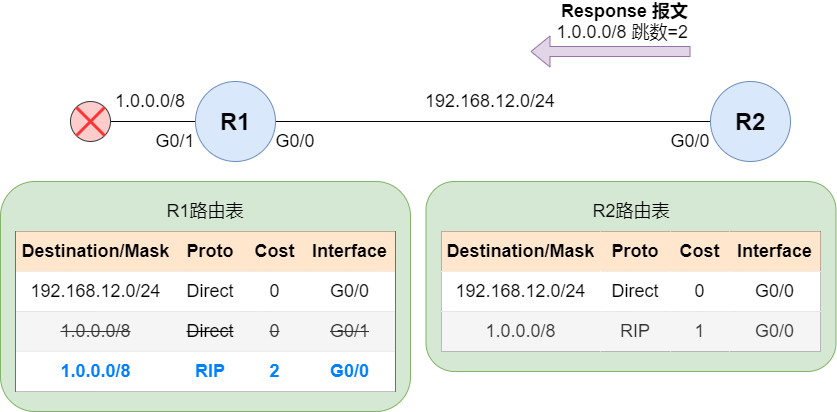 Response 报文
1.0.0.0/8 跳数=2
1.0.0.0/8
192.168.12.0/24
R1
R2
G0/1
G0/0
G0/0
R1路由表
Destination/Mask Proto Cost Interface
192.168.12.0/24 Direct 0 G0/0
1.0.0.0/8 Direct 0 G0/1
1.0.0.0/8 RIP 2 G0/0
R2路由表
Destination/Mask Proto Cost Interface
192.168.12.0/24 Direct 0 G0/0
1.0.0.0/8 RIP 1 G0/0